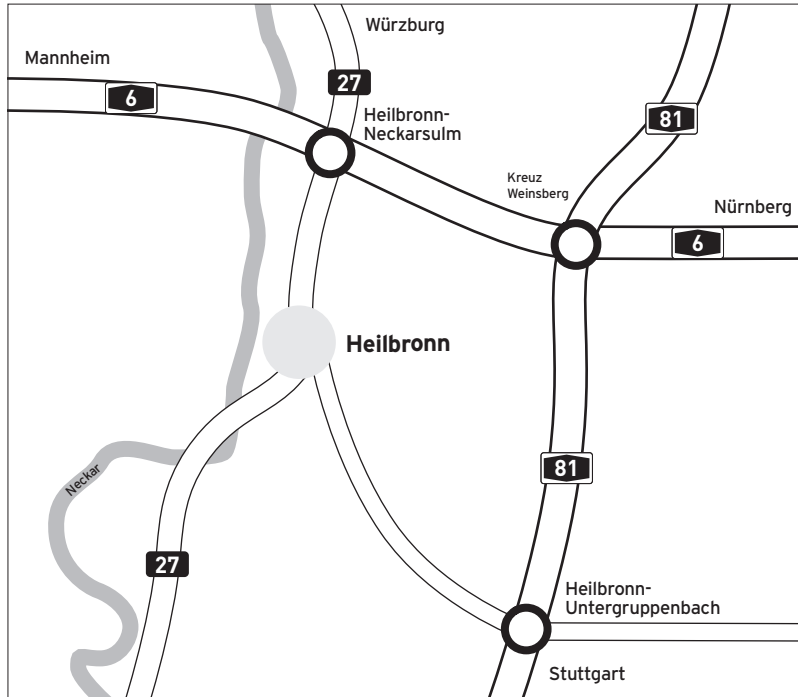 Würzburg
Mannheim
27
6
Heilbronn-
Neckarsulm
81
Kreuz
Weinsberg
Nürnberg
6
Heilbronn
81
Neckar
27
Heilbronn-
Untergruppenbach
Stuttgart